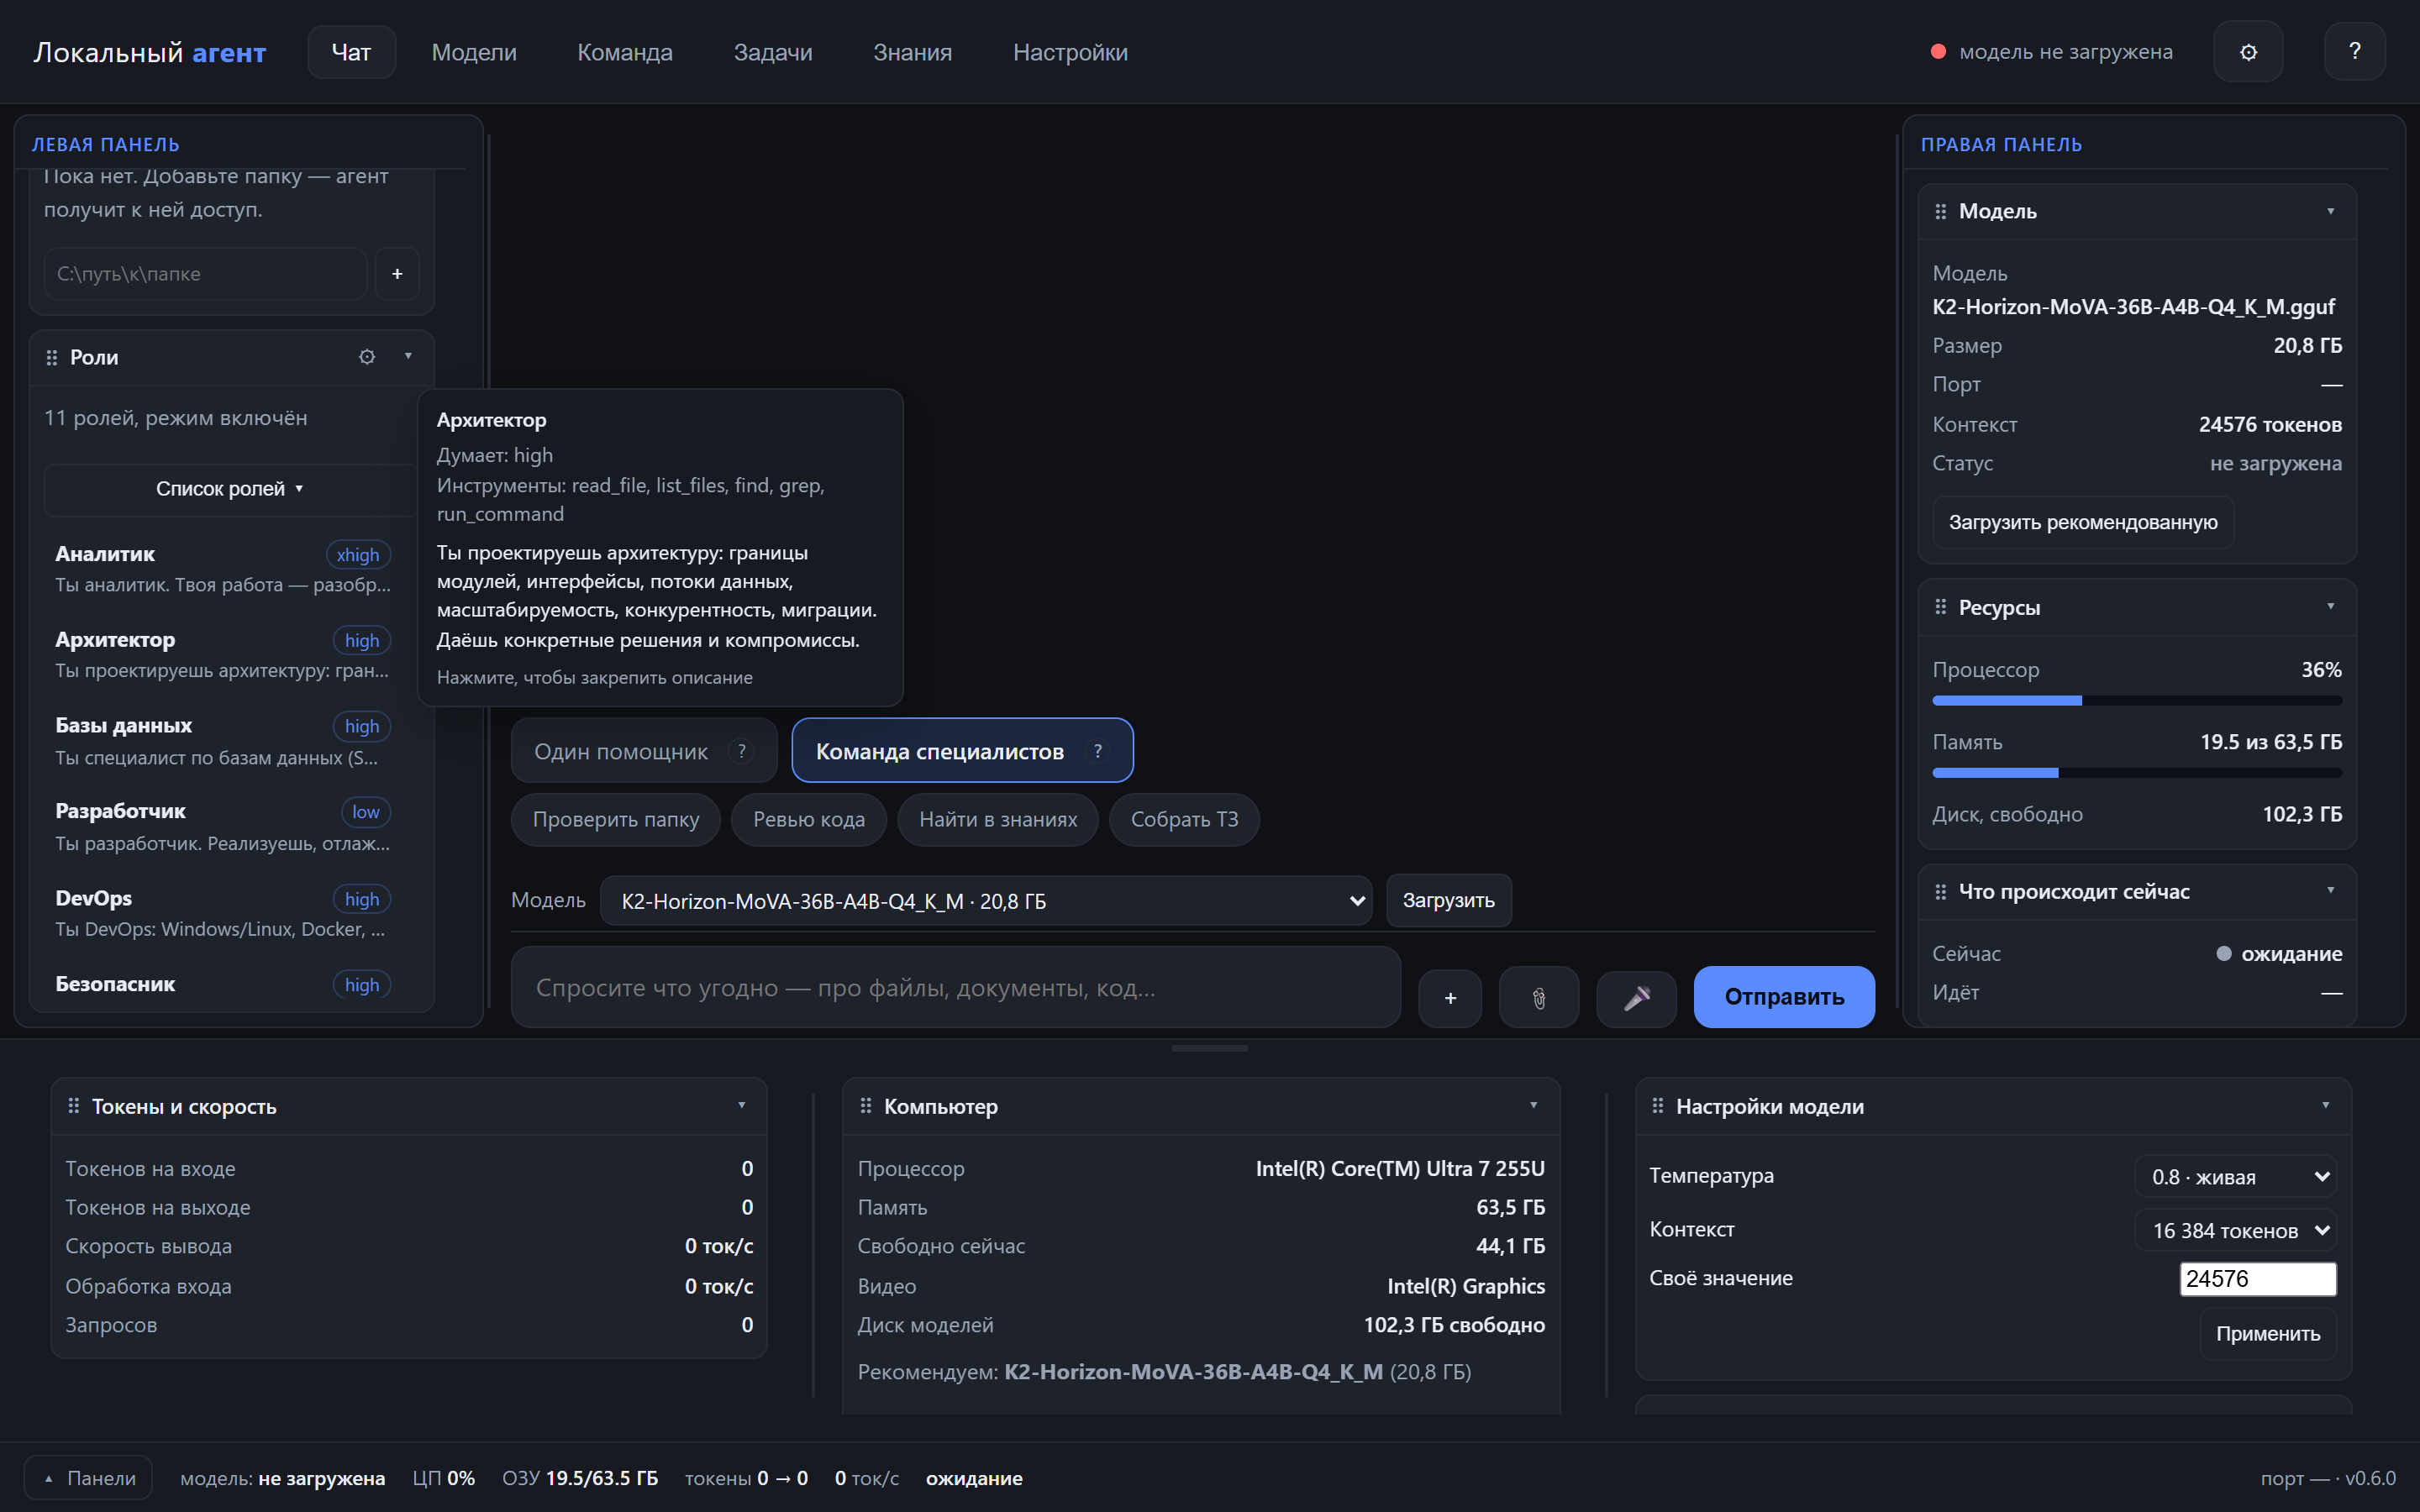 Локальный агент
Чат
Модели
Команда
Задачи
Знания
Настройки
модель не загружена
?
ЛЕВАЯ ПАНЕЛЬ
Пока нет. Добавьте папку — агент
получит к ней доступ.
C:\путь\к\папке
+
Роли
11 ролей, режим включён
Список ролей
Аналитик
xhigh
Ты аналитик. Твоя работа — разобр...
Архитектор
high
Ты проектируешь архитектуру: гран...
Базы данных
high
Ты специалист по базам данных (S...
Разработчик
low
Ты разработчик. Реализуешь, отлаж...
DevOps
high
Ты DevOps: Windows/Linux, Docker, ...
Безопасник
high
Архитектор
Думает: high
Инструменты: read_file, list_files, find, grep,
run_command
Ты проектируешь архитектуру: границы
модулей, интерфейсы, потоки данных,
масштабируемость, конкурентность, миграции.
Даёшь конкретные решения и компромиссы.
Нажмите, чтобы закрепить описание
Один помощник ?
Команда специалистов ?
Проверить папку
Ревью кода
Найти в знаниях
Собрать ТЗ
Модель
K2-Horizon-MoVA-36B-A4B-Q4_K_M · 20,8 ГБ
Загрузить
Спросите что угодно — про файлы, документы, код...
+
Отправить
ПРАВАЯ ПАНЕЛЬ
Модель
Модель
K2-Horizon-MoVA-36B-A4B-Q4_K_M.gguf
Размер 20,8 ГБ
Порт —
Контекст 24576 токенов
Статус не загружена
Загрузить рекомендованную
Ресурсы
Процессор 36%
Память 19.5 из 63,5 ГБ
Диск, свободно 102,3 ГБ
Что происходит сейчас
Сейчас ожидание
Идёт —
Токены и скорость
Токенов на входе 0
Токенов на выходе 0
Скорость вывода 0 ток/с
Обработка входа 0 ток/с
Запросов 0
Компьютер
Процессор Intel(R) Core(TM) Ultra 7 255U
Память 63,5 ГБ
Свободно сейчас 44,1 ГБ
Видео Intel(R) Graphics
Диск моделей 102,3 ГБ свободно
Рекомендуем: K2-Horizon-MoVA-36B-A4B-Q4_K_M (20,8 ГБ)
Настройки модели
Температура 0.8 · живая
Контекст 16 384 токенов
Своё значение 24576
Применить
Панели
модель: не загружена
ЦП 0%
ОЗУ 19.5/63.5 ГБ
токены 0 → 0
0 ток/с
ожидание
порт — · v0.6.0